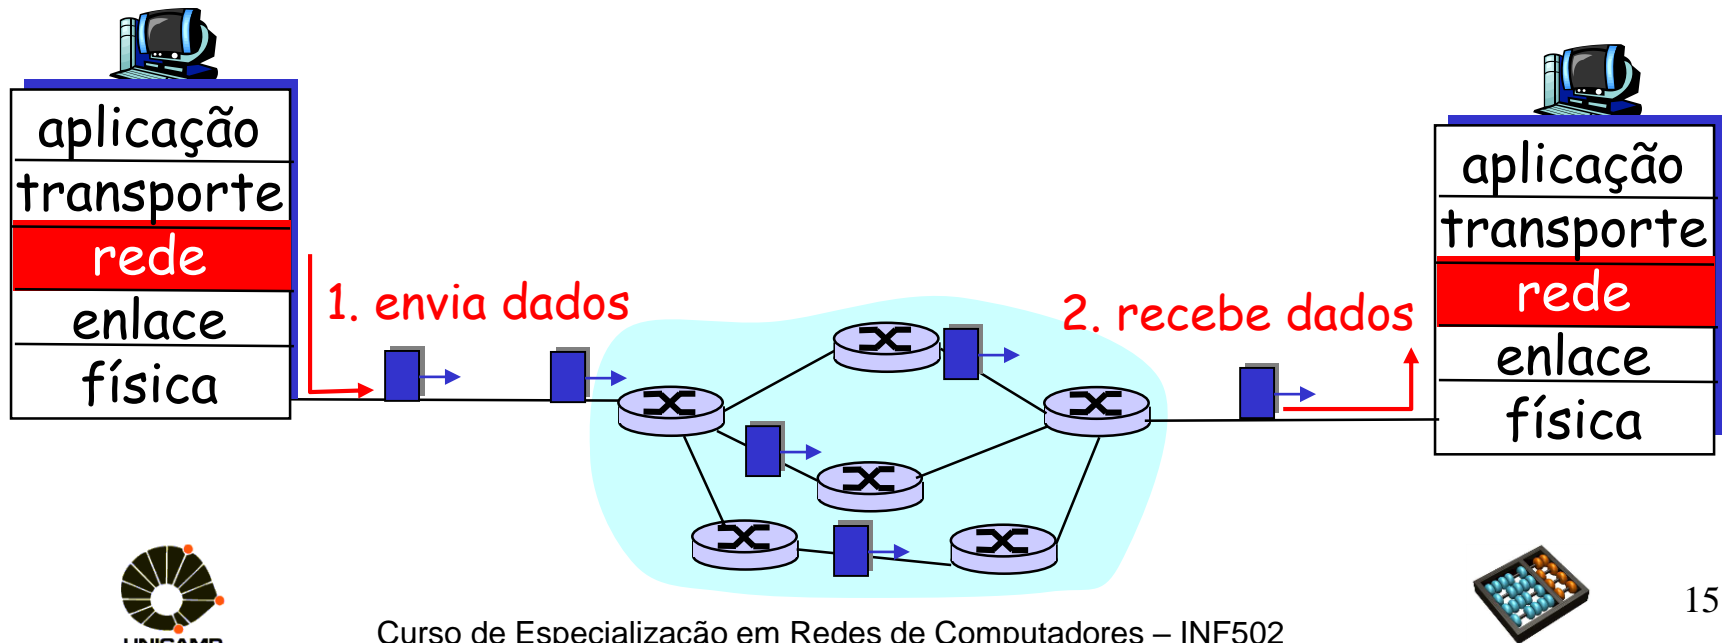 aplicação
transporte
rede
enlace
física
1. envia dados
2. recebe dados
aplicação
transporte
rede
enlace
física
UNICAMP
Curso de Especialização em Redes de Computadores – INF502
15